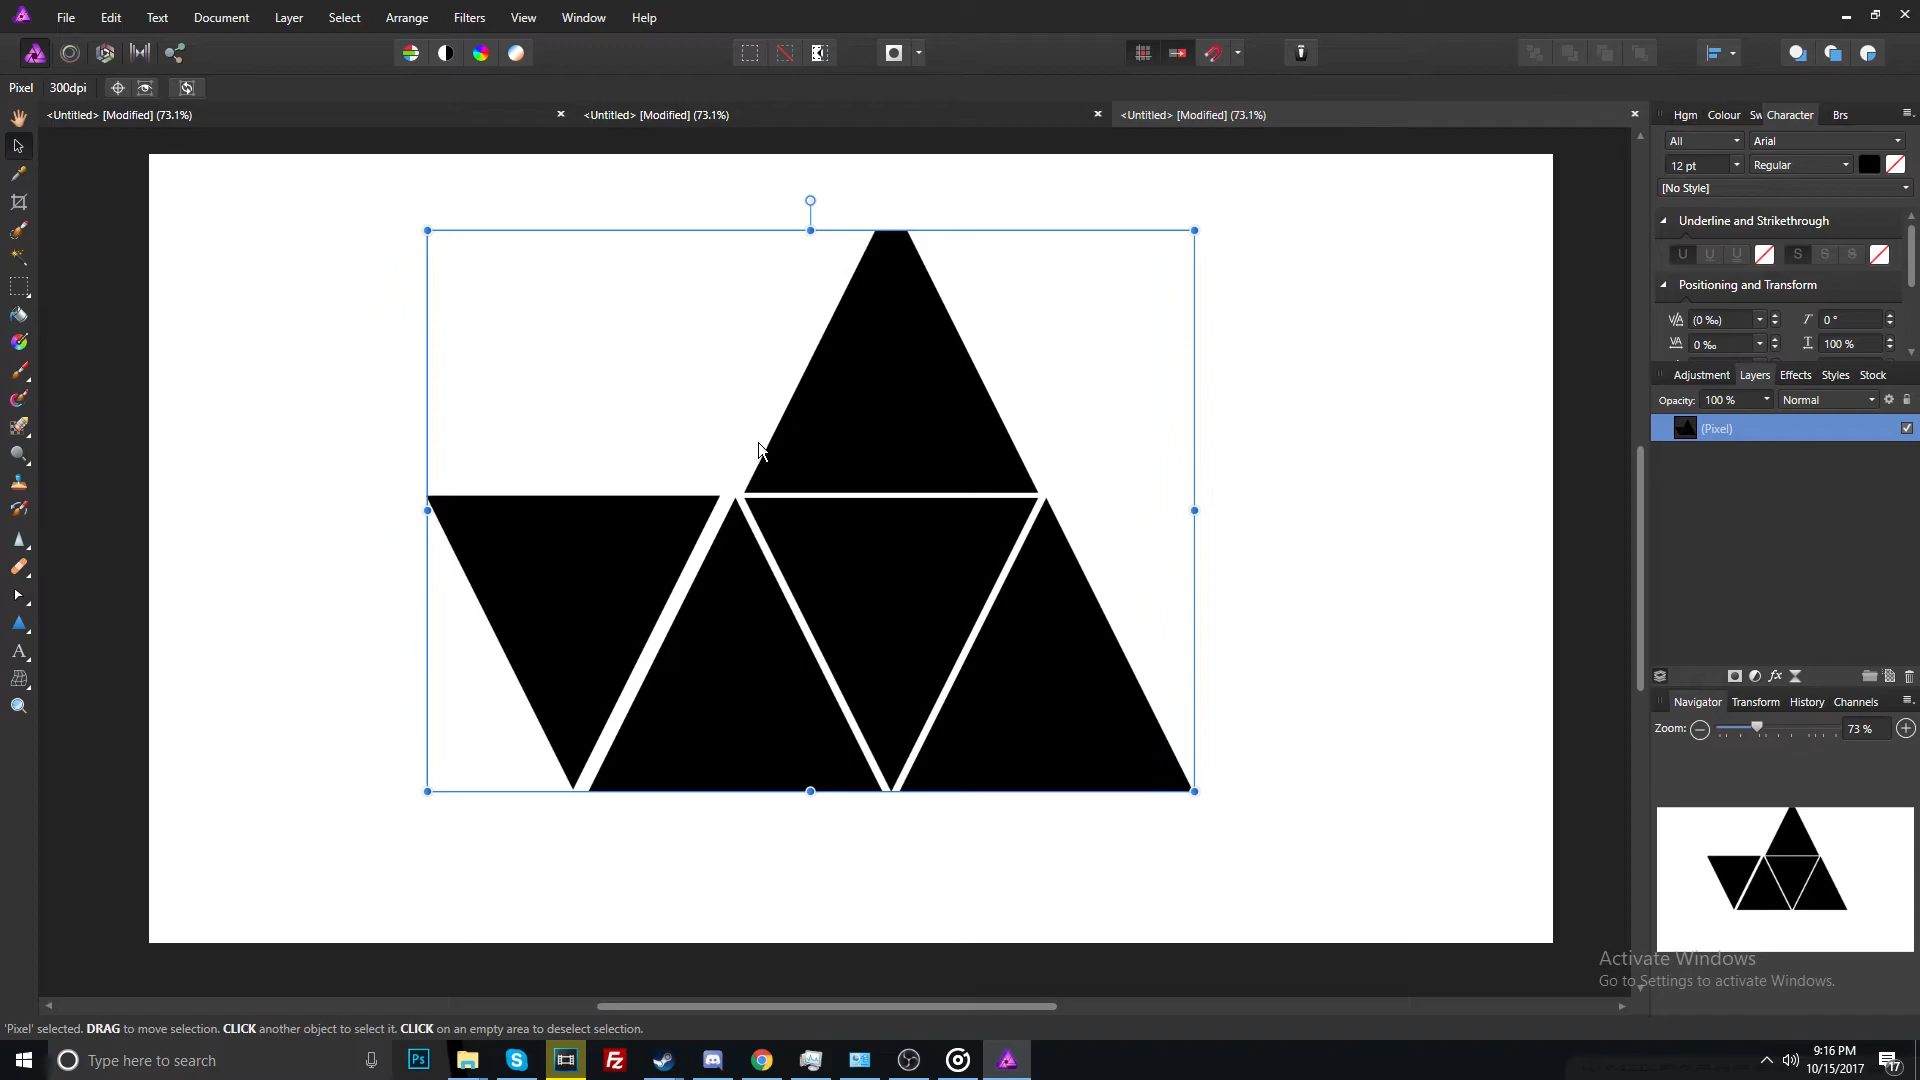 File Edit Text Document Layer Select Arrange Filters View Window Help
Pixel 300dpi
<Untitled> [Modified] (73.1%) <Untitled> [Modified] (73.1%) <Untitled> [Modified] (73.1%)
Hgm Colour Sw Character Brs
All Arial
12 pt Regular
[No Style]
Underline and Strikethrough
U U U S S S
Positioning and Transform
(0 ‰) 0 °
0 ‰ 100 %
Adjustment Layers Effects Styles Stock
Opacity: 100 % Normal
(Pixel)
Navigator Transform History Channels
Zoom: 73 %
Activate Windows
Go to Settings to activate Windows.
'Pixel' selected. DRAG to move selection. CLICK another object to select it. CLICK on an empty area to deselect selection.
Type here to search
9:16 PM
10/15/2017
17